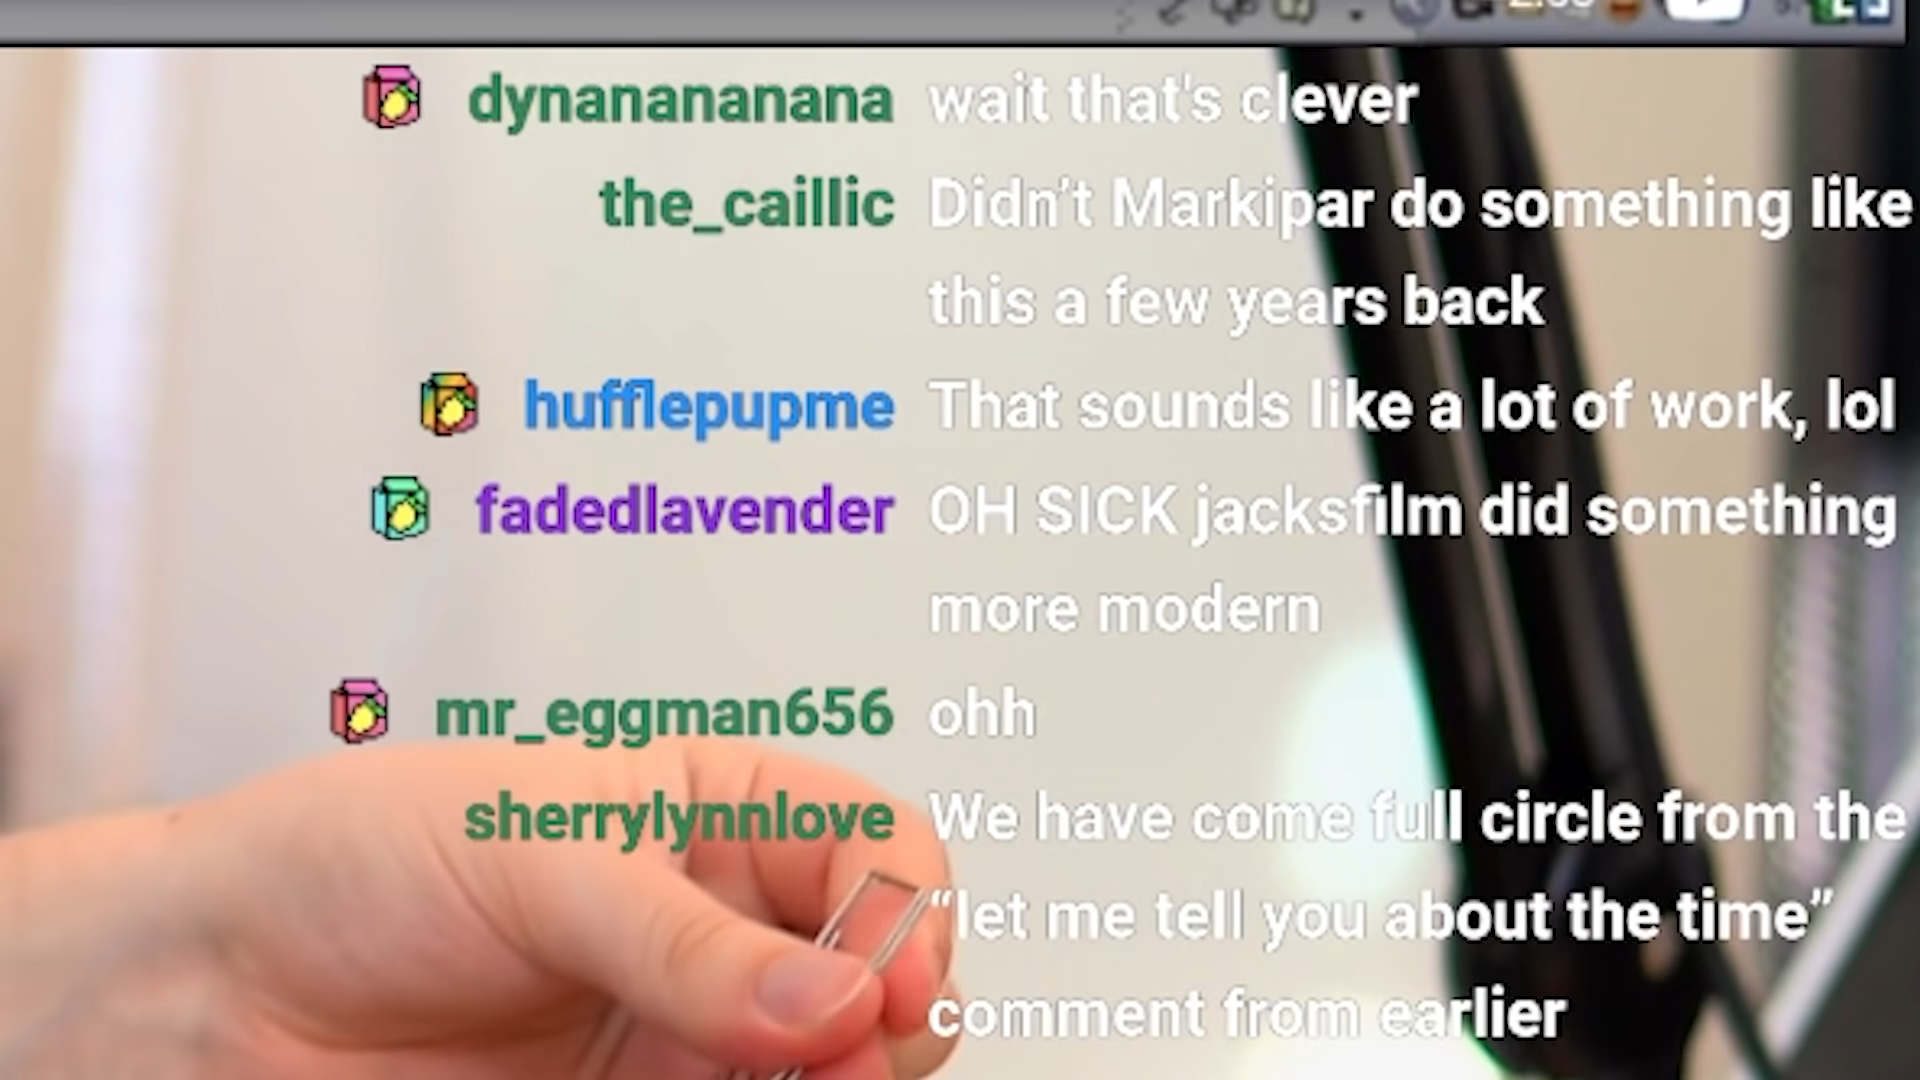 dynanananana wait that's clever
the_caillic Didn’t Markipar do something like
this a few years back
hufflepupme That sounds like a lot of work, lol
fadedlavender OH SICK jacksfilm did something
more modern
mr_eggman656 ohh
sherrylynnlove We have come full circle from the
“let me tell you about the time”
comment from earlier